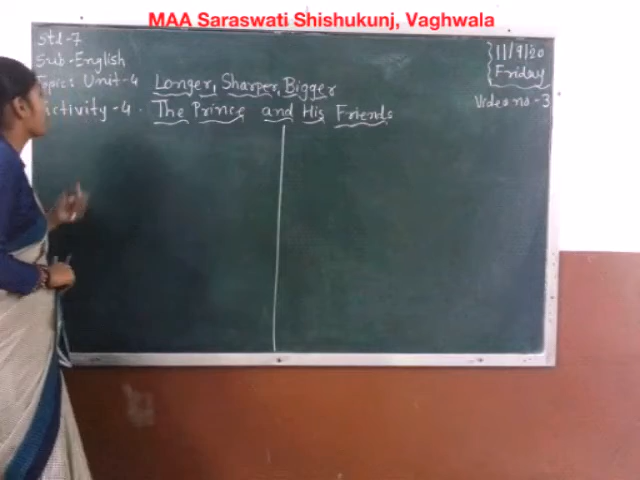 MAA Saraswati Shishukunj, Vaghwala
Std-7
Sub-English
Topic: Unit-4 Longer, Sharper, Bigger
Activity-4. The Prince and His Friends
11/9/20
Friday
Video no-3